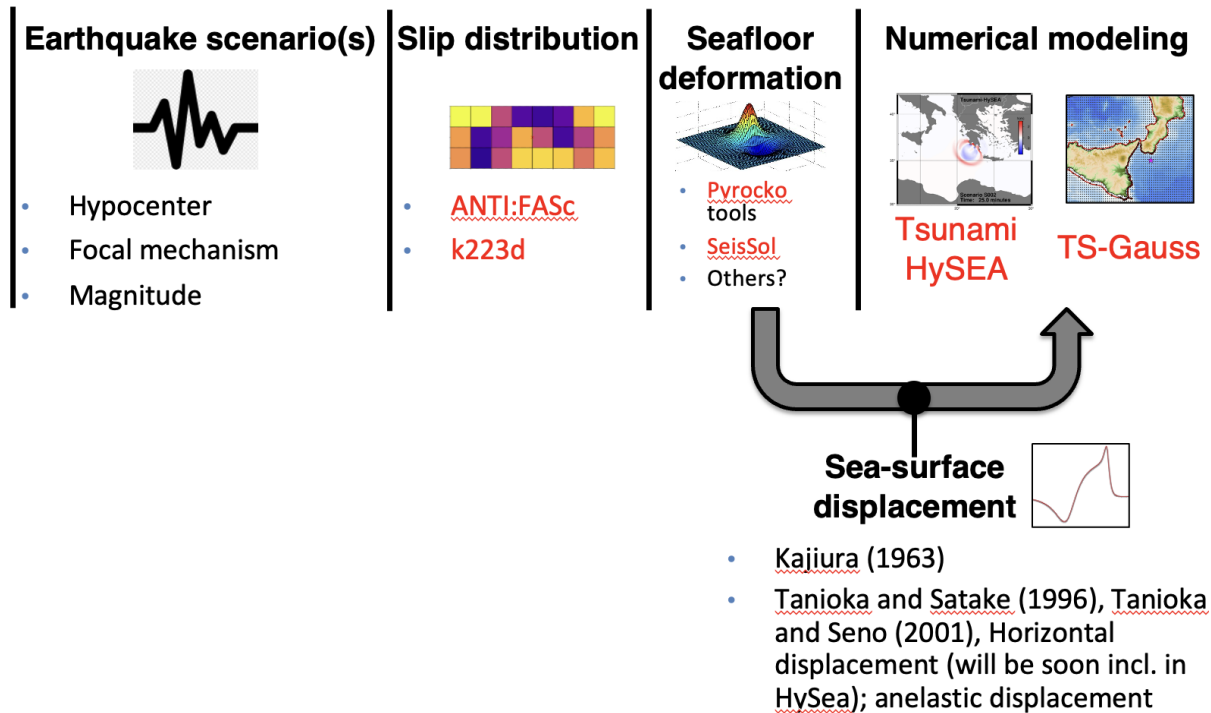 Earthquake scenario(s)
Hypocenter
Focal mechanism
Magnitude
Slip distribution
ANTI:FASc
k223d
Seafloor
deformation
Pyrocko
tools
SeisSol
Others?
Numerical modeling
Tsunami-HySEA
Tsunami
HySEA
TS-Gauss
Sea-surface
displacement
Kajiura (1963)
Tanioka and Satake (1996), Tanioka
and Seno (2001), Horizontal
displacement (will be soon incl. in
HySea); anelastic displacement